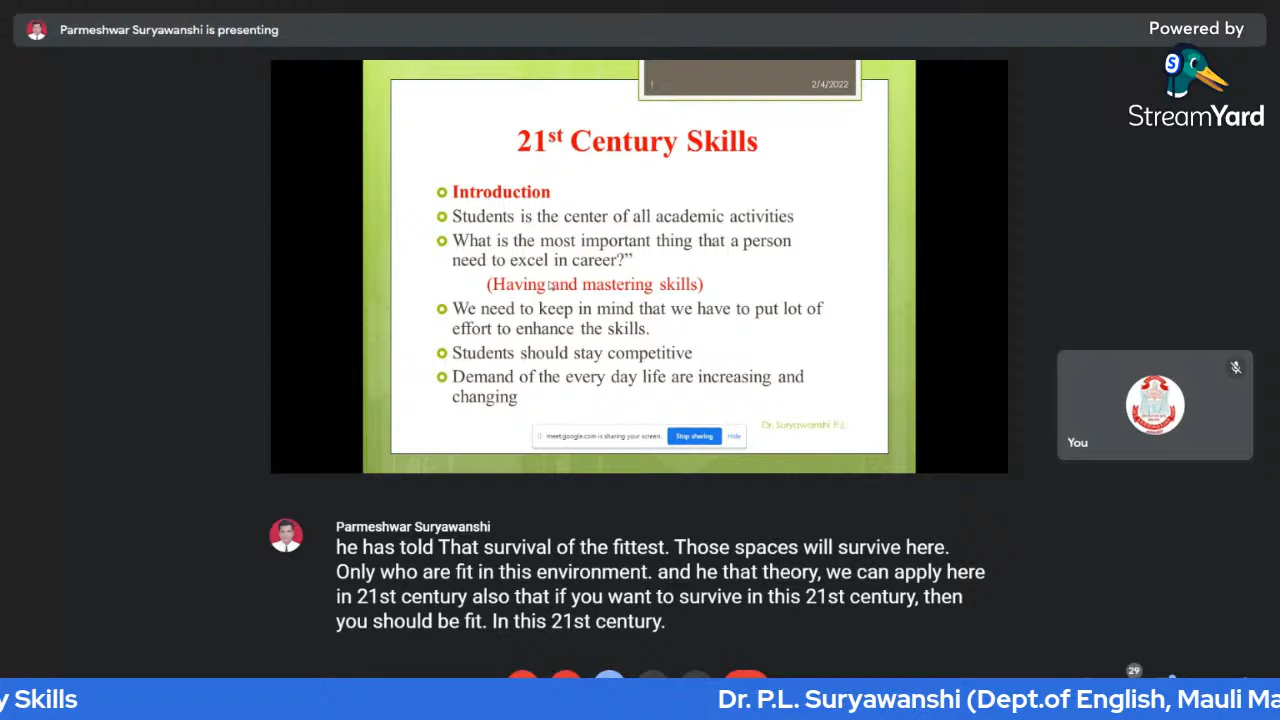 Parmeshwar Suryawanshi is presenting
Powered by
S
StreamYard
2/4/2022
21st Century Skills
Introduction
Students is the center of all academic activities
What is the most important thing that a person
need to excel in career?”
(Having and mastering skills)
We need to keep in mind that we have to put lot of
effort to enhance the skills.
Students should stay competitive
Demand of the every day life are increasing and
changing
Dr. Suryawanshi P.L.
meet.google.com is sharing your screen.
Stop sharing
Hide
You
Parmeshwar Suryawanshi
he has told That survival of the fittest. Those spaces will survive here.
Only who are fit in this environment. and he that theory, we can apply here
in 21st century also that if you want to survive in this 21st century, then
you should be fit. In this 21st century.
29
y Skills
Dr. P.L. Suryawanshi (Dept.of English, Mauli Ma